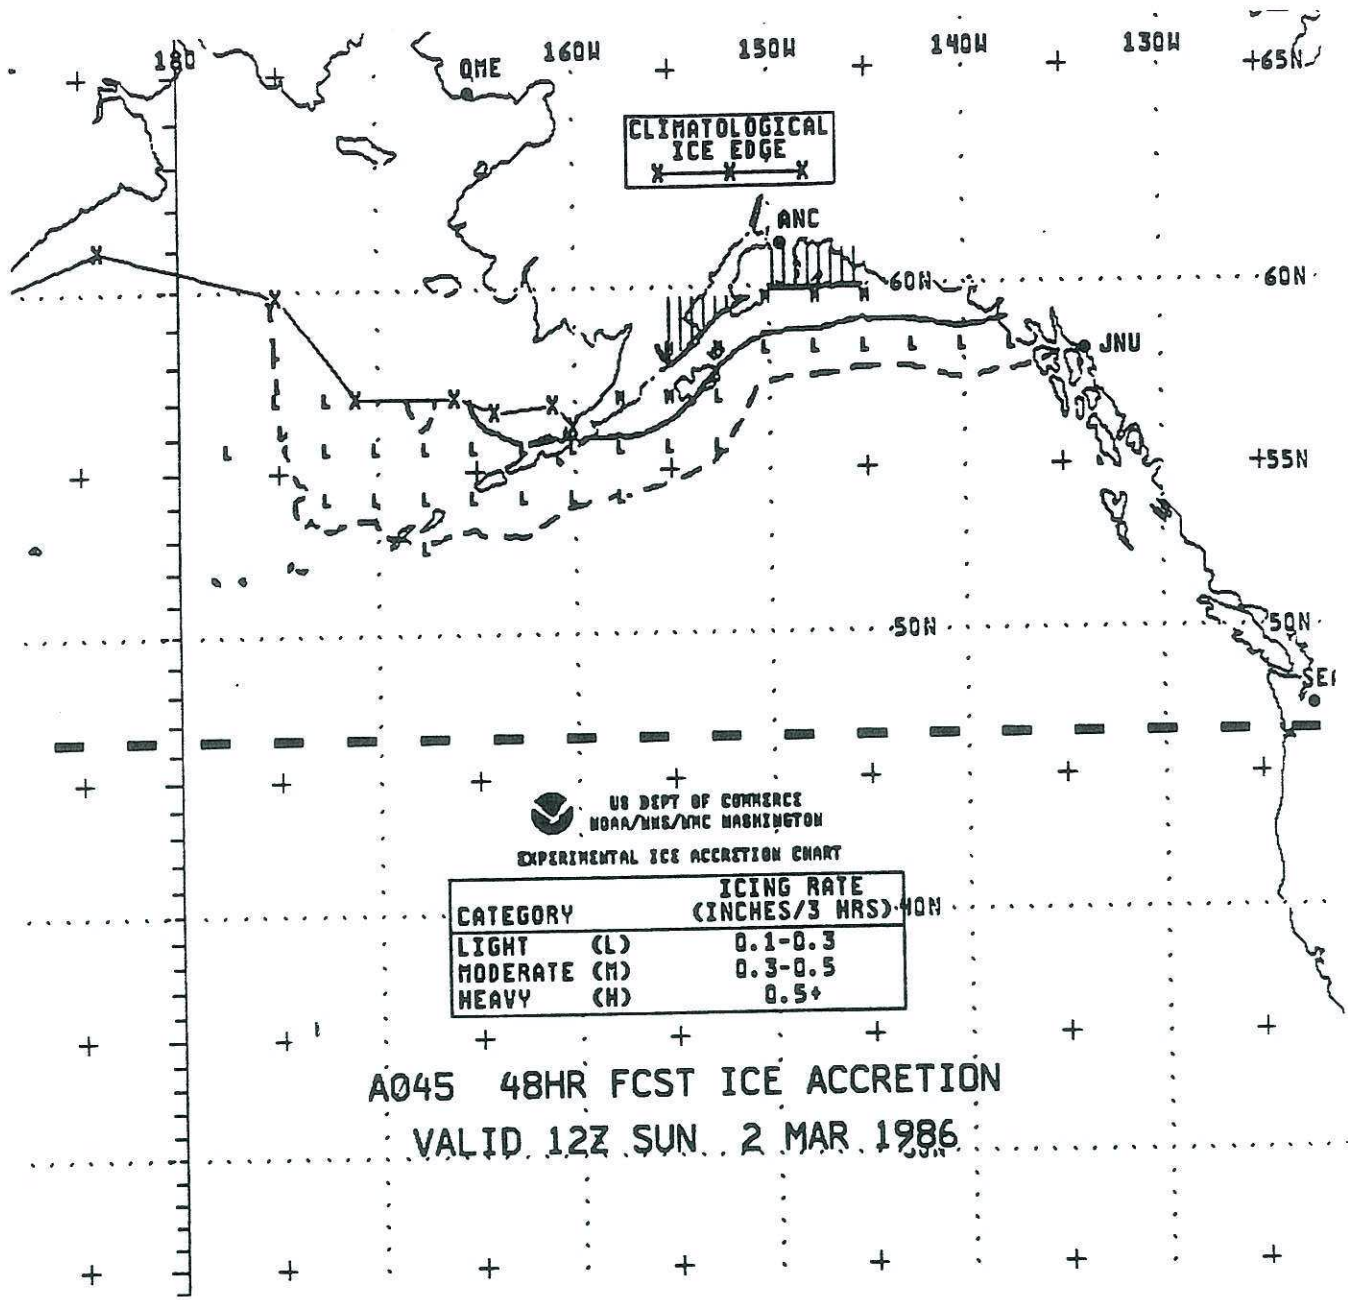 180 160W 150W 140W 130W
OME
+65N
CLIMATOLOGICAL
ICE EDGE
X X X
ANC
60N 60N
JNU
+55N
50N 50N
SEA
US DEPT OF COMMERCE
NOAA/NWS/NMC WASHINGTON
EXPERIMENTAL ICE ACCRETION CHART
ICING RATE
CATEGORY (INCHES/3 HRS) 40N
LIGHT (L) 0.1-0.3
MODERATE (M) 0.3-0.5
HEAVY (H) 0.5+
A045 48HR FCST ICE ACCRETION
VALID 12Z SUN 2 MAR 1986